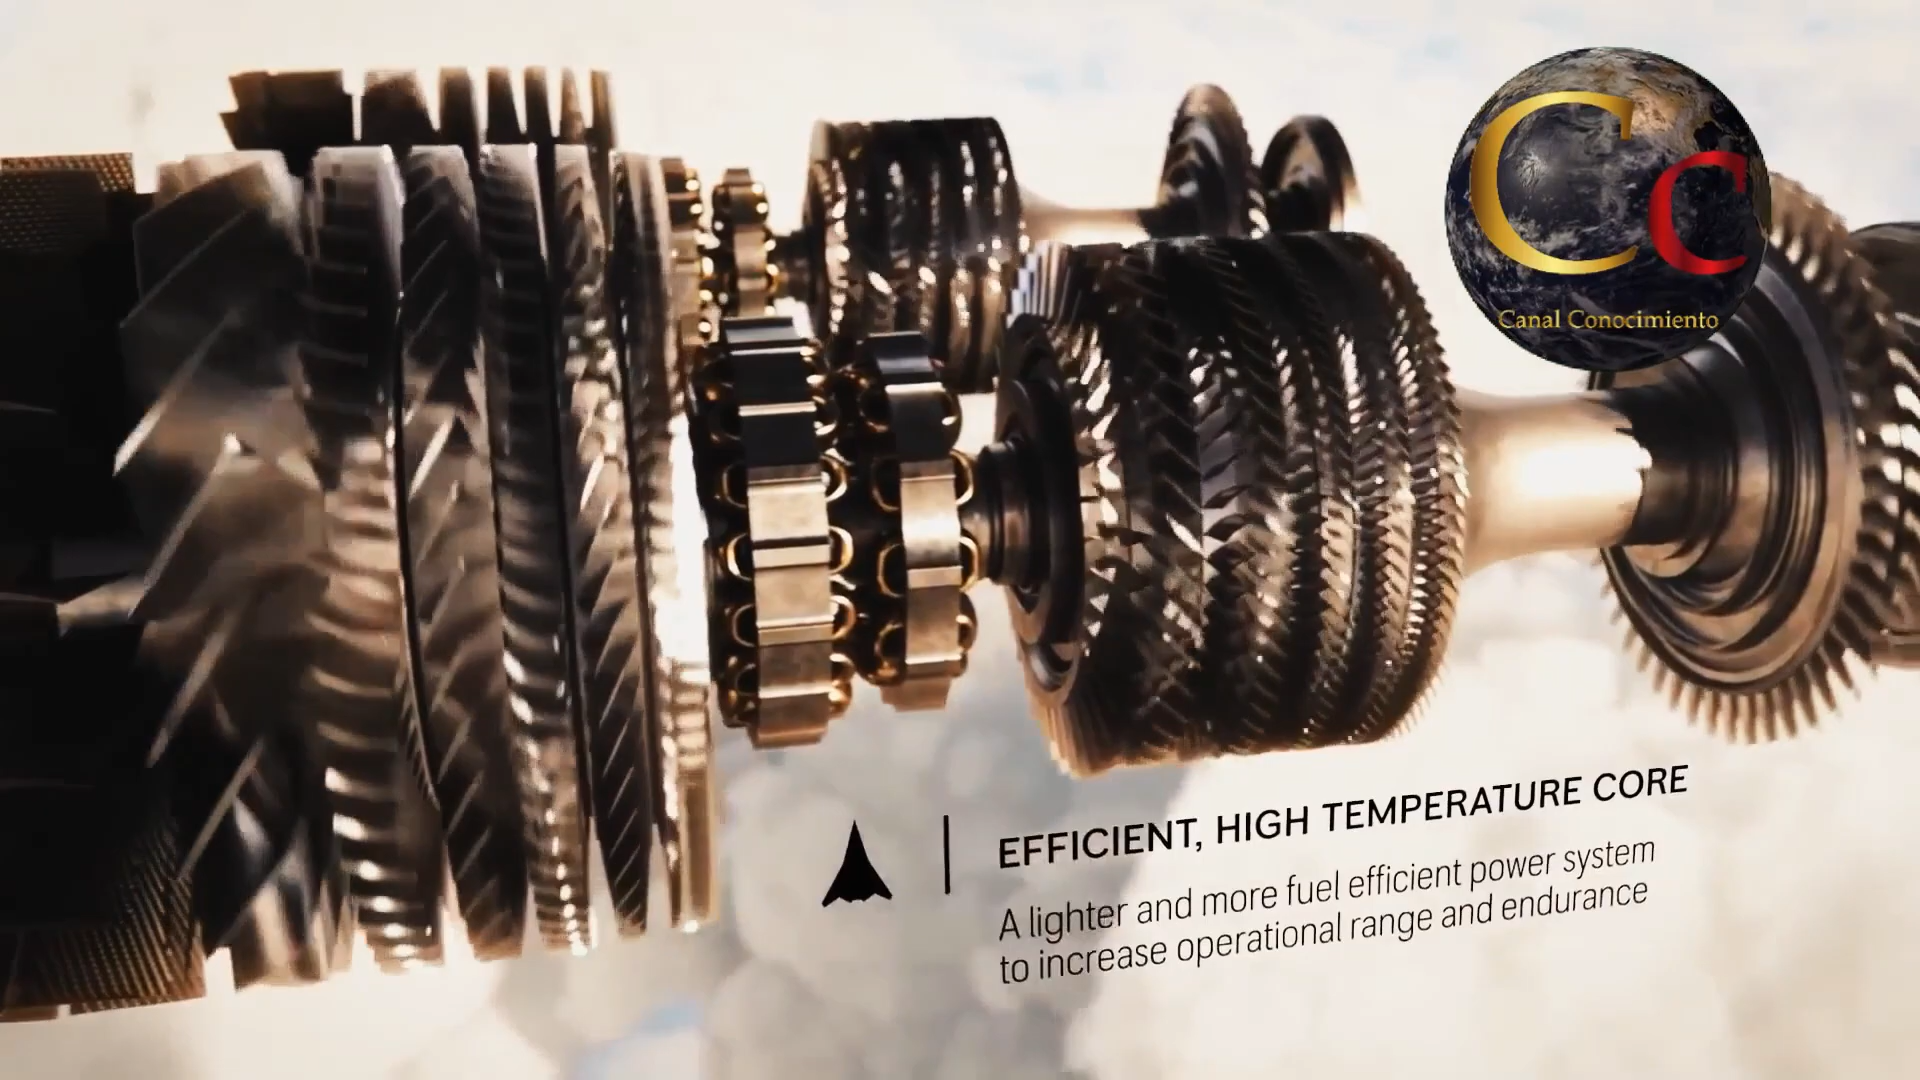 Cc
Canal Conocimiento
EFFICIENT, HIGH TEMPERATURE CORE
A lighter and more fuel efficient power system
to increase operational range and endurance